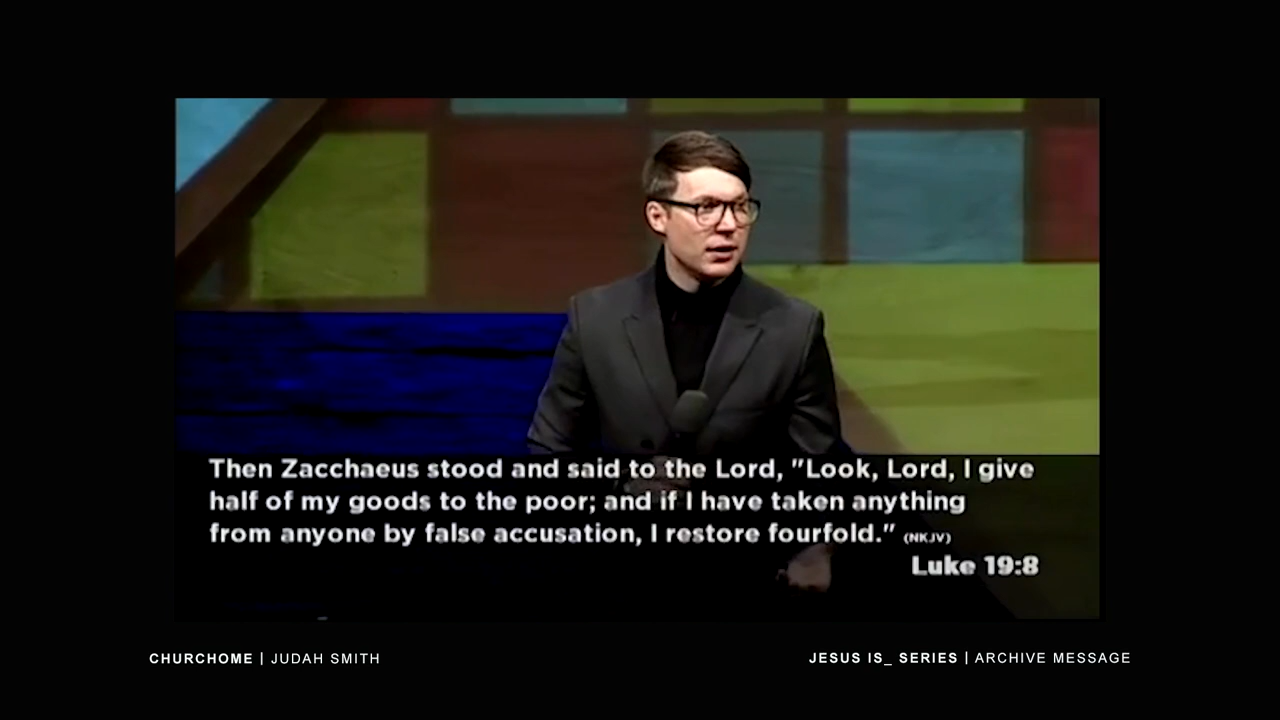 Then Zacchaeus stood and said to the Lord, "Look, Lord, I give
half of my goods to the poor; and if I have taken anything
from anyone by false accusation, I restore fourfold." (NKJV)
Luke 19:8
CHURCHOME | JUDAH SMITH
JESUS IS_ SERIES | ARCHIVE MESSAGE